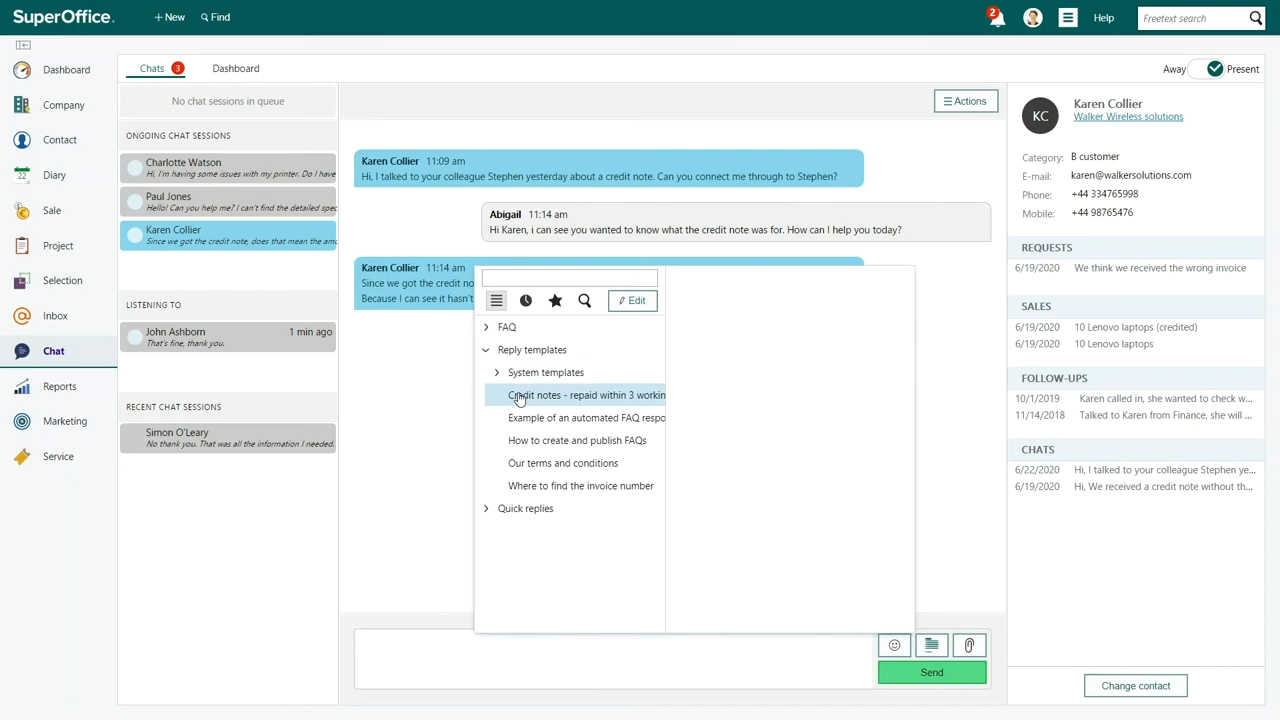 SuperOffice.
+ New
Find
2
Help
Freetext search
Dashboard
Company
Contact
22
Diary
Sale
Project
Selection
Inbox
Chat
Reports
Marketing
Service
Chats 3
Dashboard
Away
Present
No chat sessions in queue
ONGOING CHAT SESSIONS
Charlotte Watson
Hi, I'm having some issues with my printer. Do I have
Paul Jones
Hello! Can you help me? I can't find the detailed spec
Karen Collier
Since we got the credit note, does that mean the amo
LISTENING TO
John Ashborn 1 min ago
That's fine, thank you.
RECENT CHAT SESSIONS
Simon O'Leary
No thank you. That was all the information I needed.
Actions
Karen Collier 11:09 am
Hi, I talked to your colleague Stephen yesterday about a credit note. Can you connect me through to Stephen?
Abigail 11:14 am
Hi Karen, i can see you wanted to know what the credit note was for. How can I help you today?
Karen Collier 11:14 am
Since we got the credit no
Because I can see it hasn't
Edit
FAQ
Reply templates
System templates
Credit notes - repaid within 3 workin
Example of an automated FAQ respo
How to create and publish FAQs
Our terms and conditions
Where to find the invoice number
Quick replies
Send
KC
Karen Collier
Walker Wireless solutions
Category: B customer
E-mail: karen@walkersolutions.com
Phone: +44 334765998
Mobile: +44 98765476
REQUESTS
6/19/2020 We think we received the wrong invoice
SALES
6/19/2020 10 Lenovo laptops (credited)
6/19/2020 10 Lenovo laptops
FOLLOW-UPS
10/1/2019 Karen called in, she wanted to check w...
11/14/2018 Talked to Karen from Finance, she will ...
CHATS
6/22/2020 Hi, I talked to your colleague Stephen ye...
6/19/2020 Hi, We received a credit note without th...
Change contact